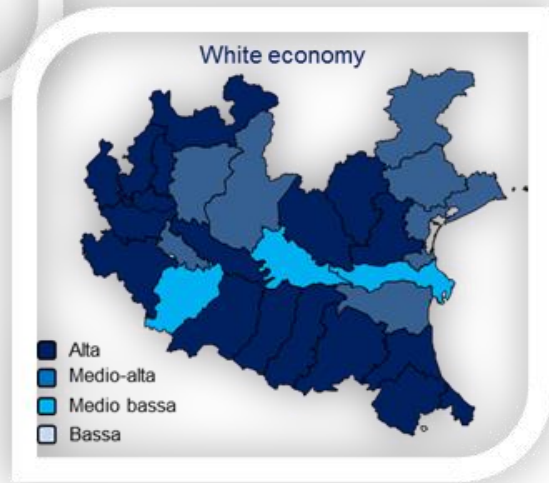 White economy
Alta
Medio-alta
Medio bassa
Bassa